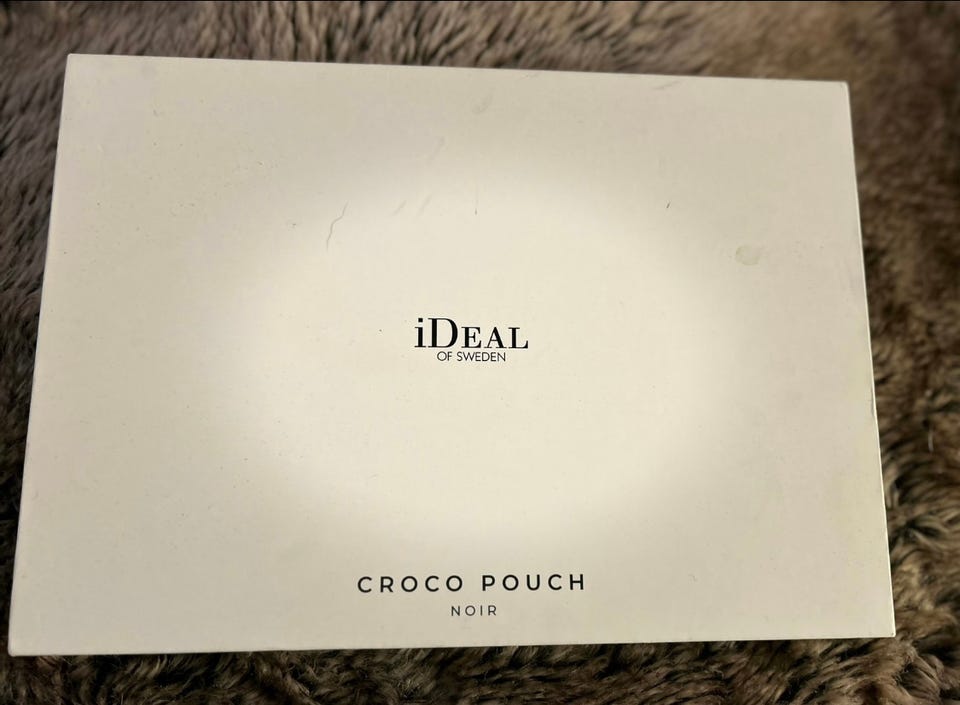 iDEAL
OF SWEDEN
CROCO POUCH
NOIR